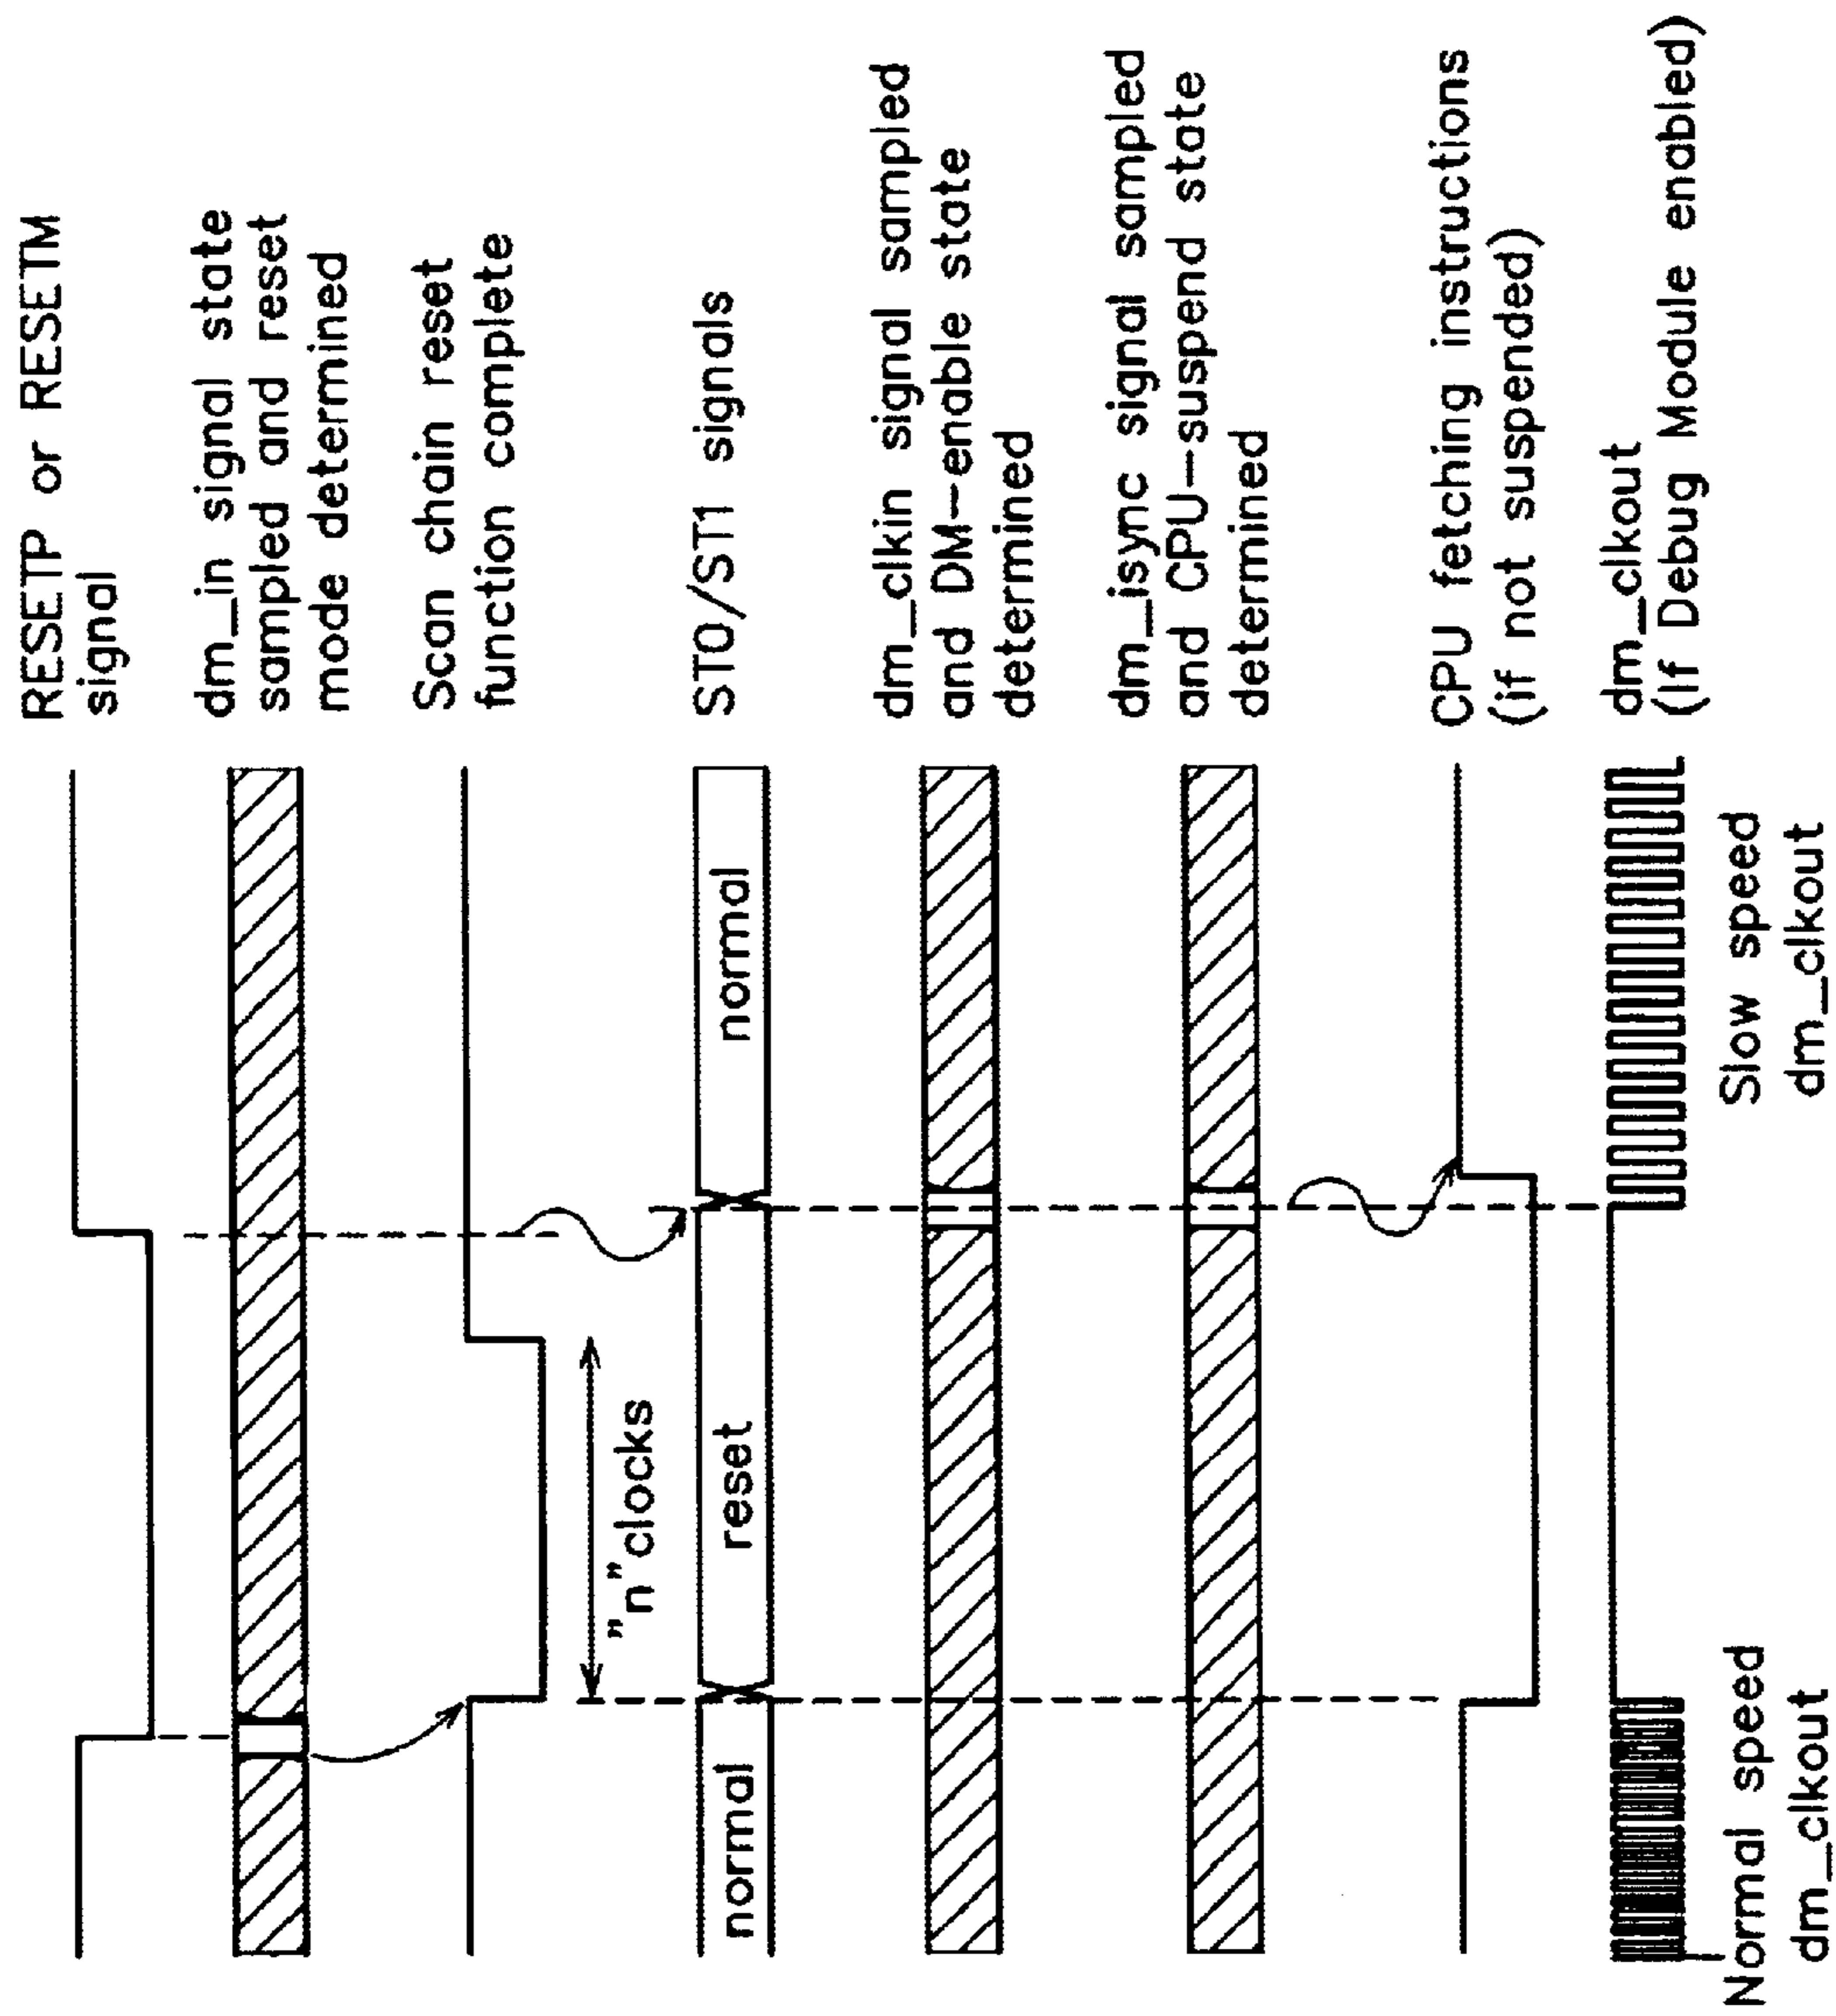 RESETP or RESETM
signal
dm_in signal state
sampled and reset
mode determined
Scan chain reset
function complete
"n"clocks
normal
reset
normal
ST0/ST1 signals
dm_clkin signal sampled
and DM-enable state
determined
dm_isync signal sampled
and CPU-suspend state
determined
CPU fetching instructions
(if not suspended)
dm_clkout
(If Debug Module enabled)
Normal speed
dm_clkout
Slow speed
dm_clkout